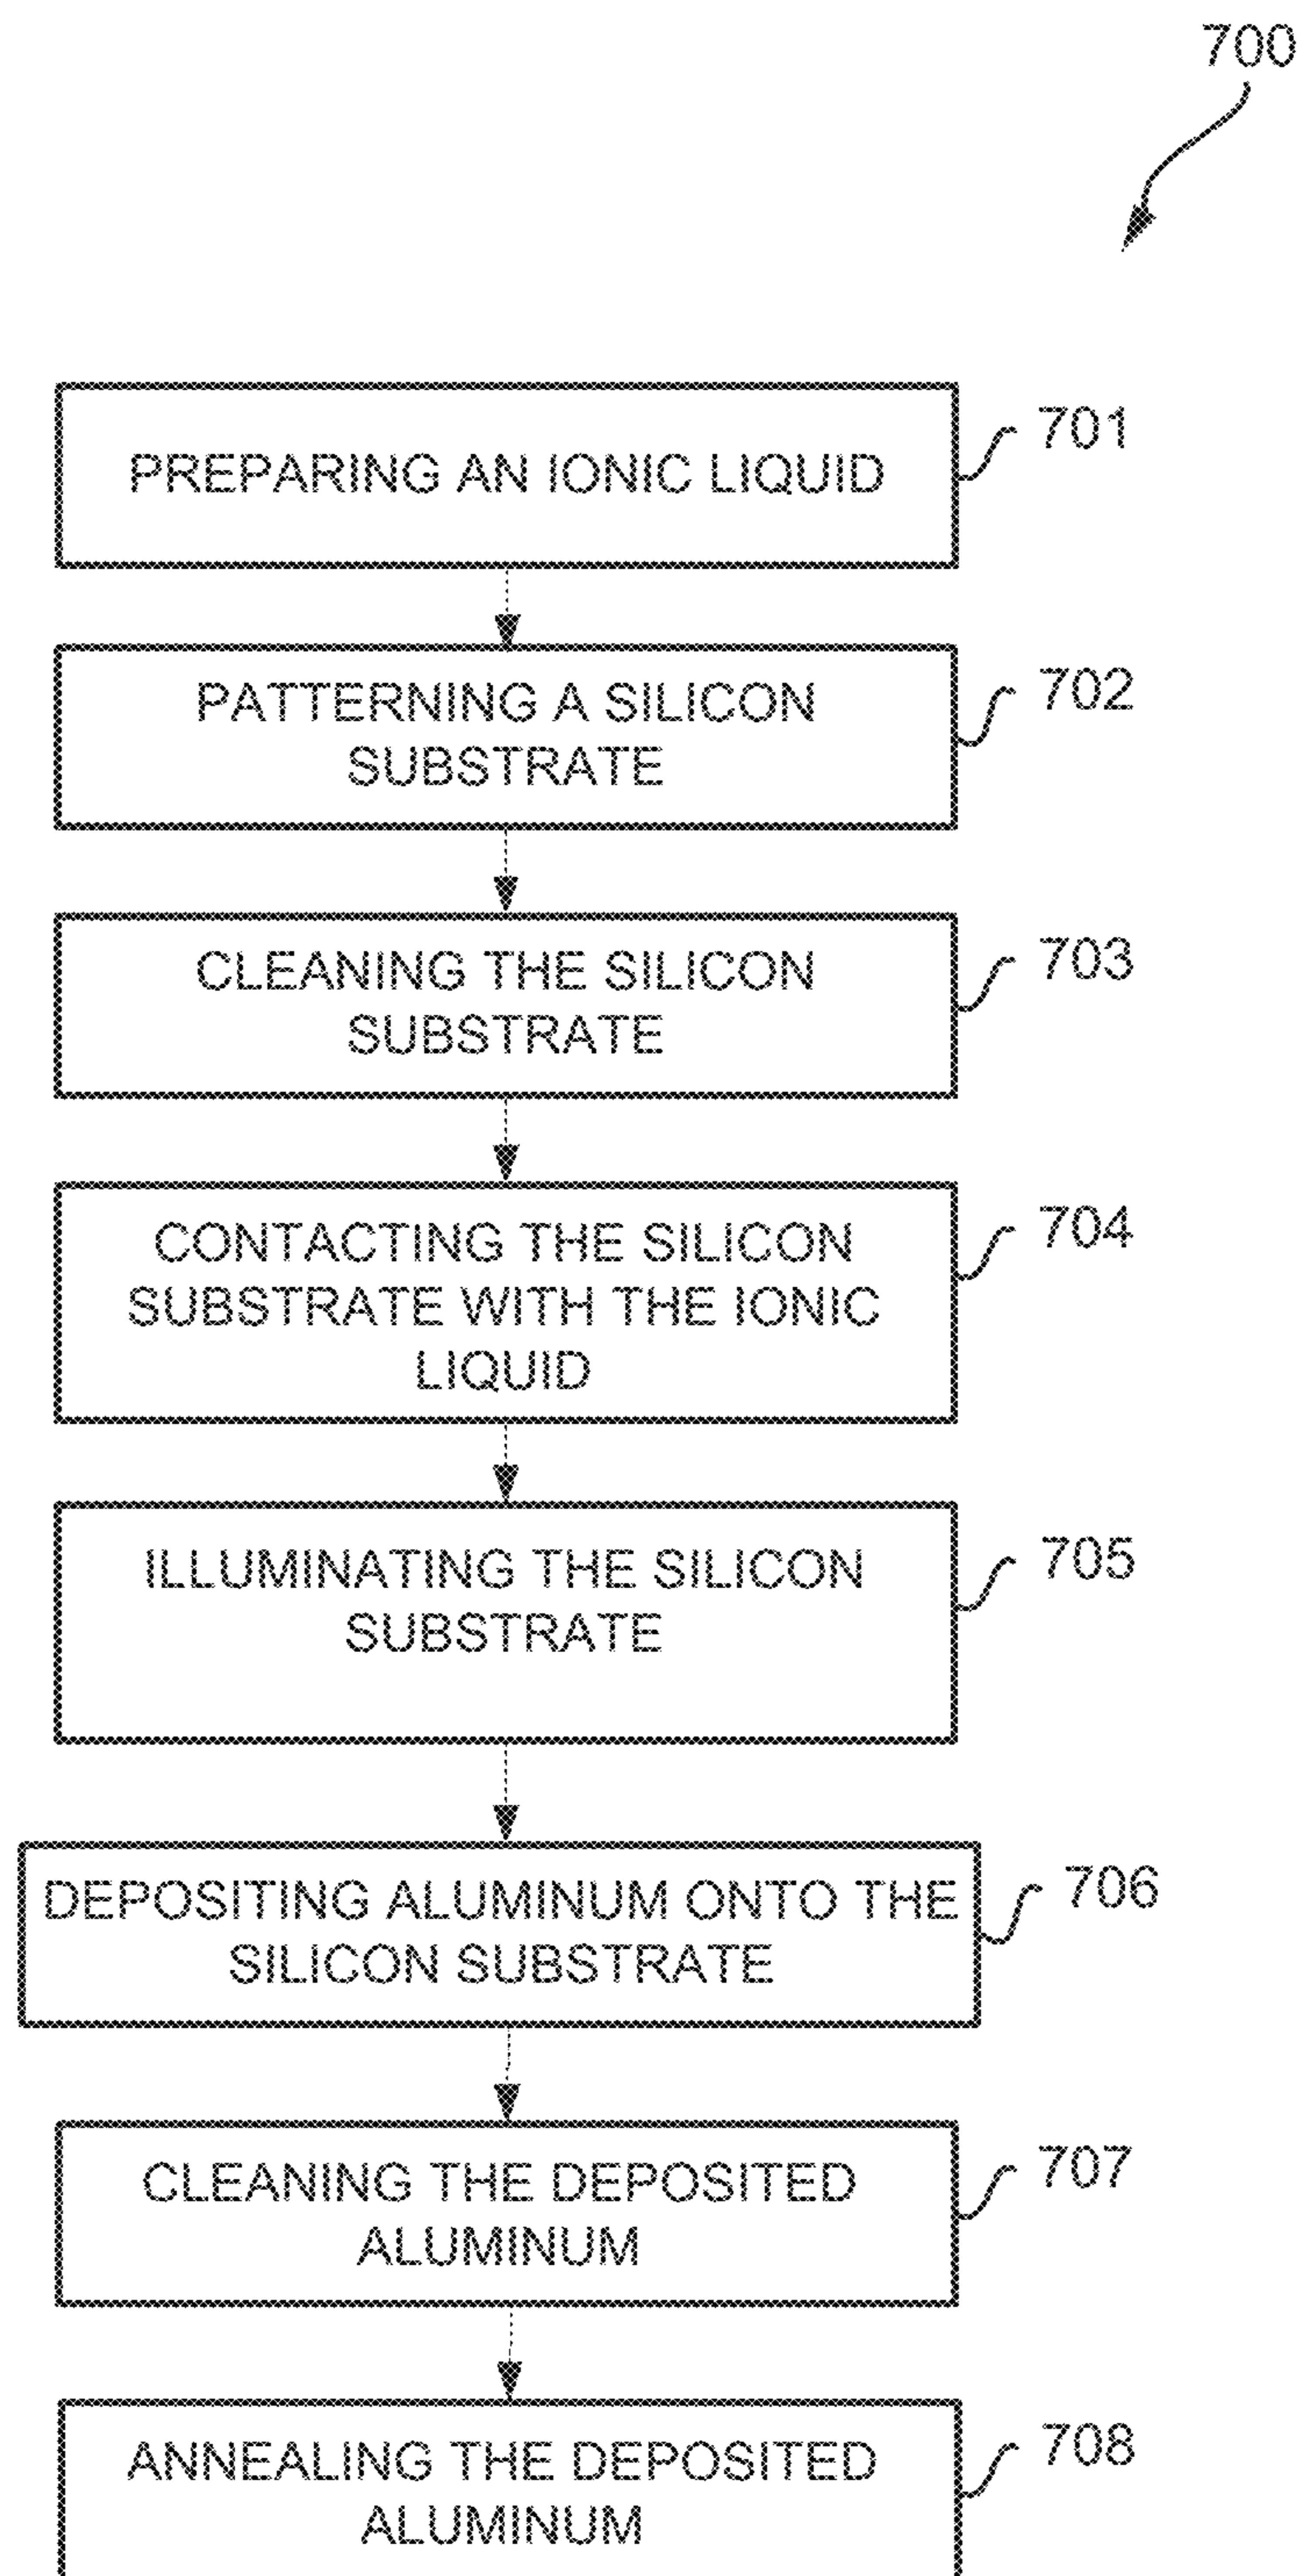 700
PREPARING AN IONIC LIQUID
701
PATTERNING A SILICON
SUBSTRATE
702
CLEANING THE SILICON
SUBSTRATE
703
CONTACTING THE SILICON
SUBSTRATE WITH THE IONIC
LIQUID
704
ILLUMINATING THE SILICON
SUBSTRATE
705
DEPOSITING ALUMINUM ONTO THE
SILICON SUBSTRATE
706
CLEANING THE DEPOSITED
ALUMINUM
707
ANNEALING THE DEPOSITED
ALUMINUM
708